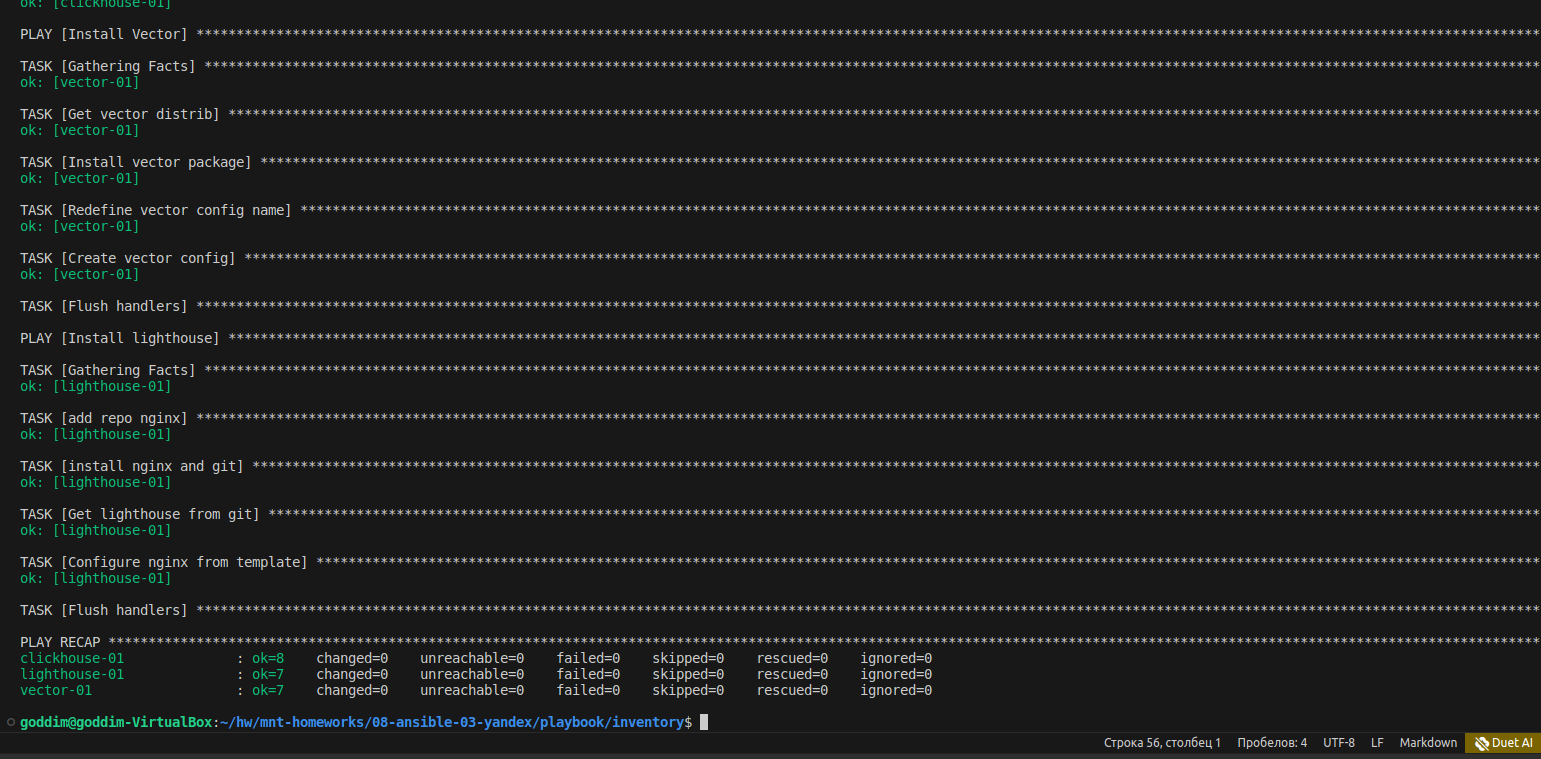 ok: [clickhouse-01]
PLAY [Install Vector] ****************************************************************************************************************************************************************************
TASK [Gathering Facts] ***************************************************************************************************************************************************************************
ok: [vector-01]
TASK [Get vector distrib] ************************************************************************************************************************************************************************
ok: [vector-01]
TASK [Install vector package] ********************************************************************************************************************************************************************
ok: [vector-01]
TASK [Redefine vector config name] ***************************************************************************************************************************************************************
ok: [vector-01]
TASK [Create vector config] **********************************************************************************************************************************************************************
ok: [vector-01]
TASK [Flush handlers] ****************************************************************************************************************************************************************************
PLAY [Install lighthouse] ************************************************************************************************************************************************************************
TASK [Gathering Facts] ***************************************************************************************************************************************************************************
ok: [lighthouse-01]
TASK [add repo nginx] ****************************************************************************************************************************************************************************
ok: [lighthouse-01]
TASK [install nginx and git] *********************************************************************************************************************************************************************
ok: [lighthouse-01]
TASK [Get lighthouse from git] *******************************************************************************************************************************************************************
ok: [lighthouse-01]
TASK [Configure nginx from template] *************************************************************************************************************************************************************
ok: [lighthouse-01]
TASK [Flush handlers] ****************************************************************************************************************************************************************************
PLAY RECAP ***************************************************************************************************************************************************************************************
clickhouse-01              : ok=8    changed=0    unreachable=0    failed=0    skipped=0    rescued=0    ignored=0
lighthouse-01              : ok=7    changed=0    unreachable=0    failed=0    skipped=0    rescued=0    ignored=0
vector-01                  : ok=7    changed=0    unreachable=0    failed=0    skipped=0    rescued=0    ignored=0
goddim@goddim-VirtualBox:~/hw/mnt-homeworks/08-ansible-03-yandex/playbook/inventory$
Строка 56, столбец 1 Пробелов: 4 UTF-8 LF Markdown Duet AI